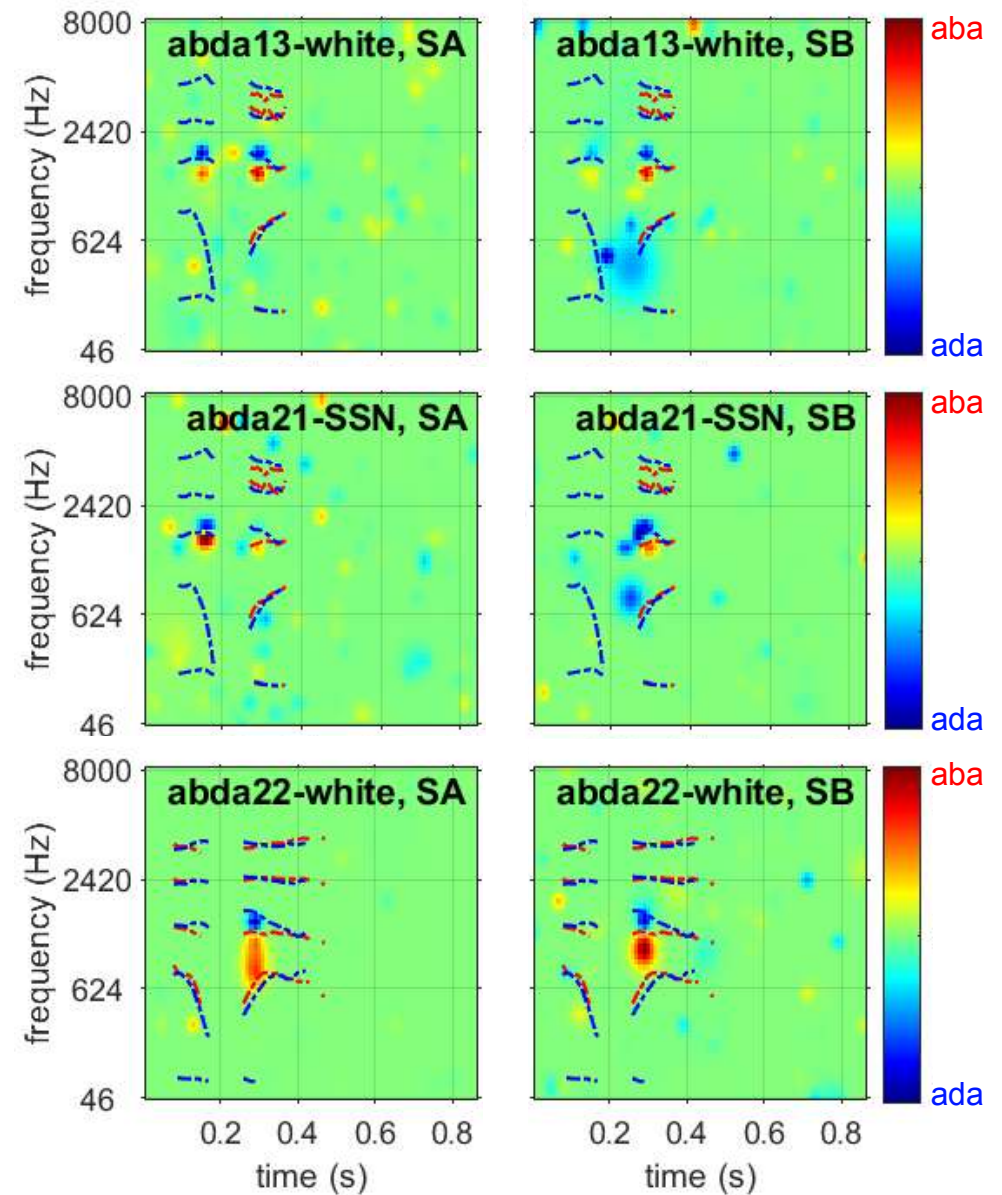 abda13-white, SA
abda13-white, SB
frequency (Hz)
8000
2420
624
46
aba
ada
abda21-SSN, SA
abda21-SSN, SB
frequency (Hz)
8000
2420
624
46
aba
ada
abda22-white, SA
abda22-white, SB
frequency (Hz)
8000
2420
624
46
aba
ada
0.2 0.4 0.6 0.8
0.2 0.4 0.6 0.8
time (s)
time (s)